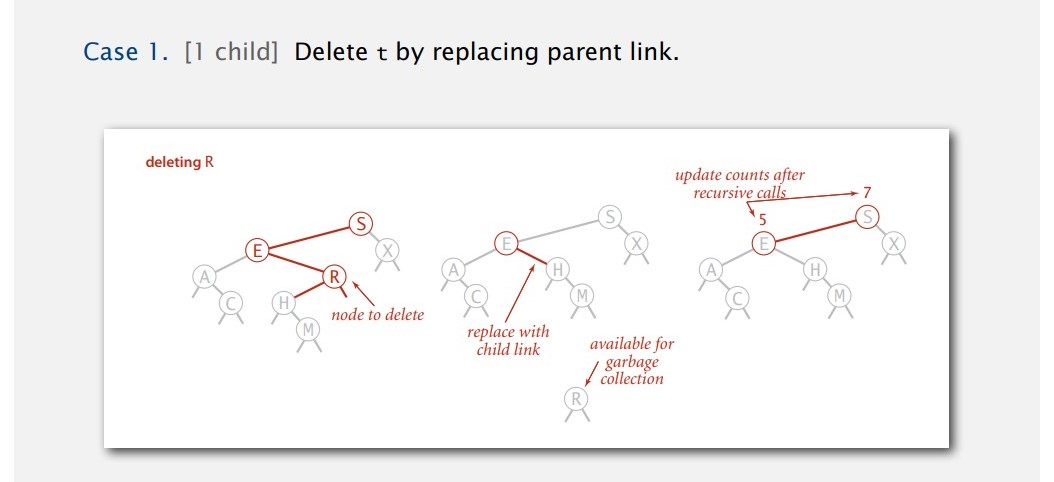 Case 1. [1 child] Delete t by replacing parent link.
deleting R
S
E
X
A
R
C
H
M
node to delete
S
E
X
A
H
C
M
replace with
child link
available for
garbage
collection
R
update counts after
recursive calls
7
5
S
E
X
A
H
C
M